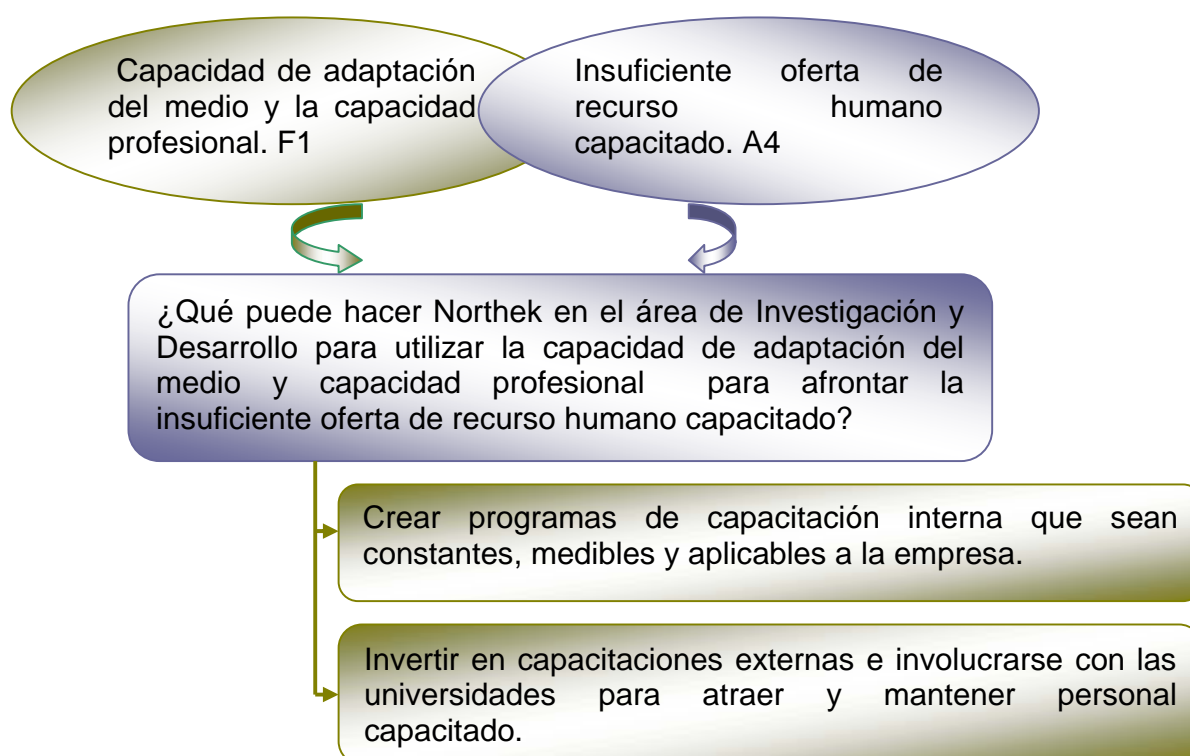 Capacidad de adaptación
del medio y la capacidad
profesional. F1
Insuficiente oferta de
recurso humano
capacitado. A4
¿Qué puede hacer Northek en el área de Investigación y
Desarrollo para utilizar la capacidad de adaptación del
medio y capacidad profesional para afrontar la
insuficiente oferta de recurso humano capacitado?
Crear programas de capacitación interna que sean
constantes, medibles y aplicables a la empresa.
Invertir en capacitaciones externas e involucrarse con las
universidades para atraer y mantener personal
capacitado.